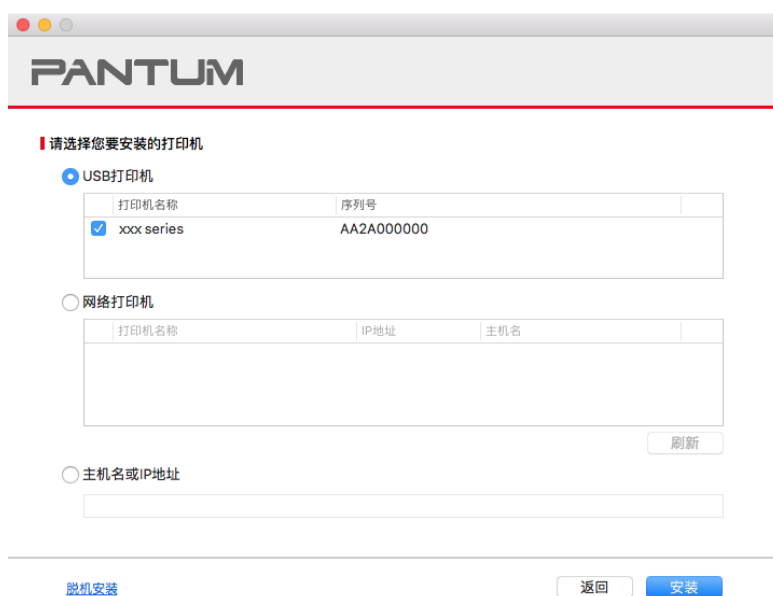 PANTUM
请选择您要安装的打印机
USB打印机
打印机名称 序列号
xxx series AA2A000000
网络打印机
打印机名称 IP地址 主机名
刷新
主机名或IP地址
脱机安装 返回 安装